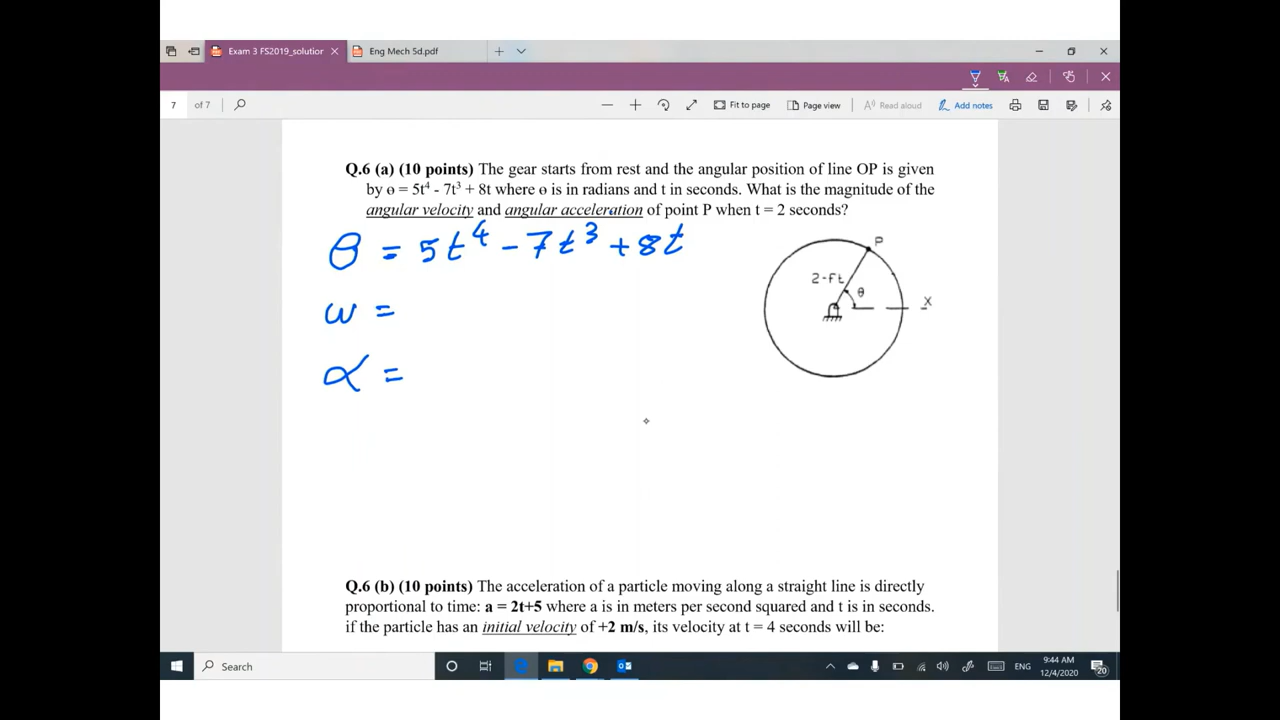 Exam 3 FS2019_solution
Eng Mech 5d.pdf
7 of 7
Fit to page
Page view
Read aloud
Add notes
Q.6 (a) (10 points) The gear starts from rest and the angular position of line OP is given
by ɵ = 5t⁴ - 7t³ + 8t where ɵ is in radians and t in seconds. What is the magnitude of the
angular velocity and angular acceleration of point P when t = 2 seconds?
θ = 5t⁴ - 7t³ + 8t
ω =
α =
P
2-ft
θ
X
Q.6 (b) (10 points) The acceleration of a particle moving along a straight line is directly
proportional to time: a = 2t+5 where a is in meters per second squared and t is in seconds.
if the particle has an initial velocity of +2 m/s, its velocity at t = 4 seconds will be:
Search
ENG
9:44 AM
12/4/2020
20